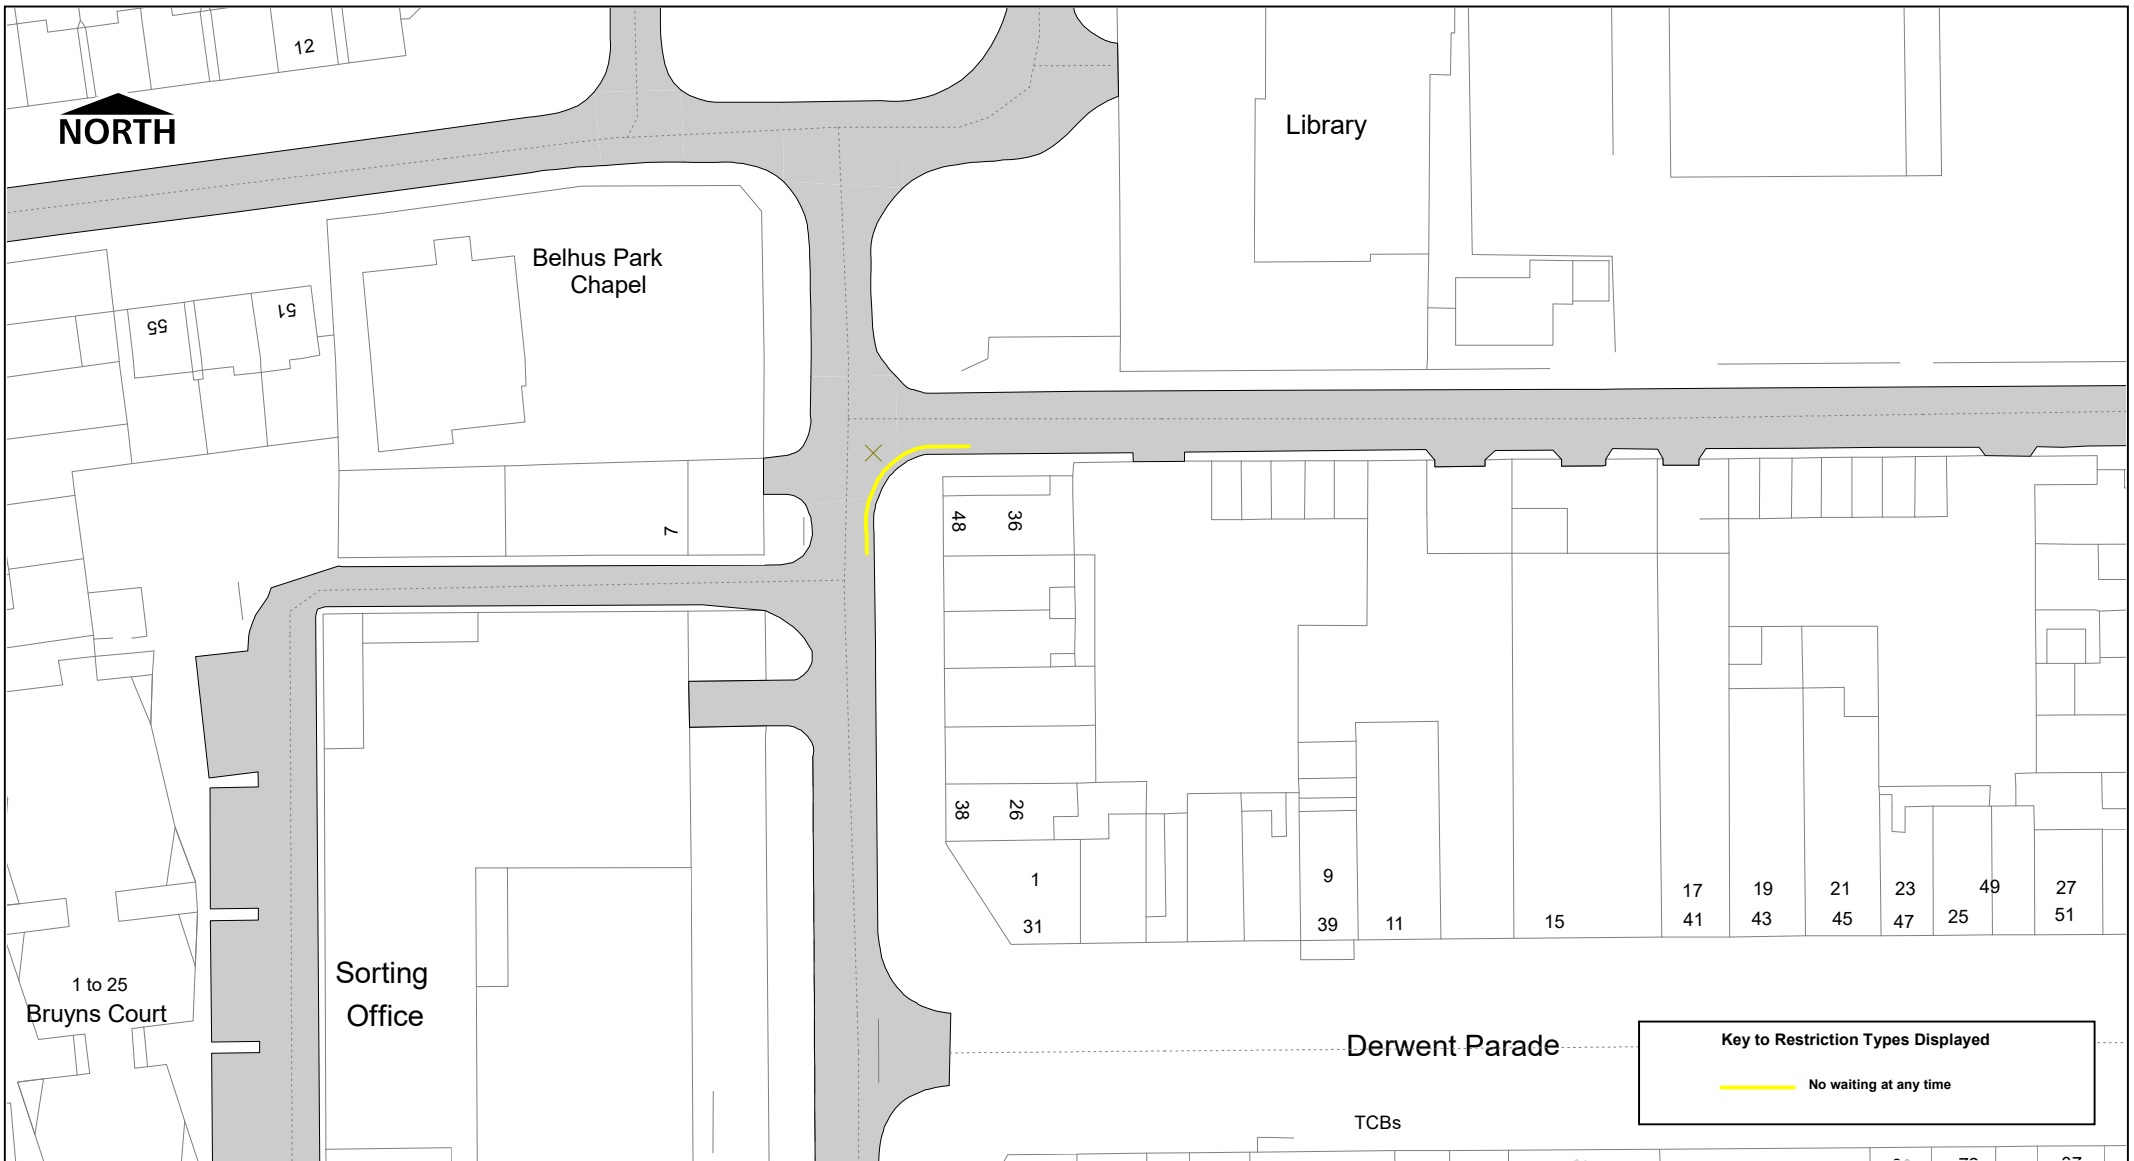 12
NORTH
Library
Belhus Park
Chapel
51
55
7
48 36
38 26
1
31
9
39
11
15
17
41
19
43
21
45
23
47
49
25
27
51
1 to 25
Bruyns Court
Sorting
Office
Derwent Parade
Key to Restriction Types Displayed
No waiting at any time
TCBs